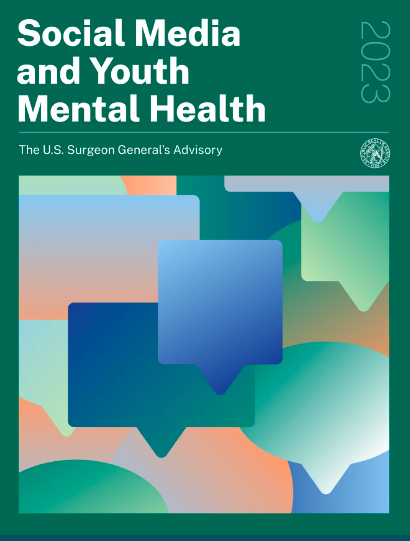 Social Media
and Youth
Mental Health
2023
The U.S. Surgeon General's Advisory